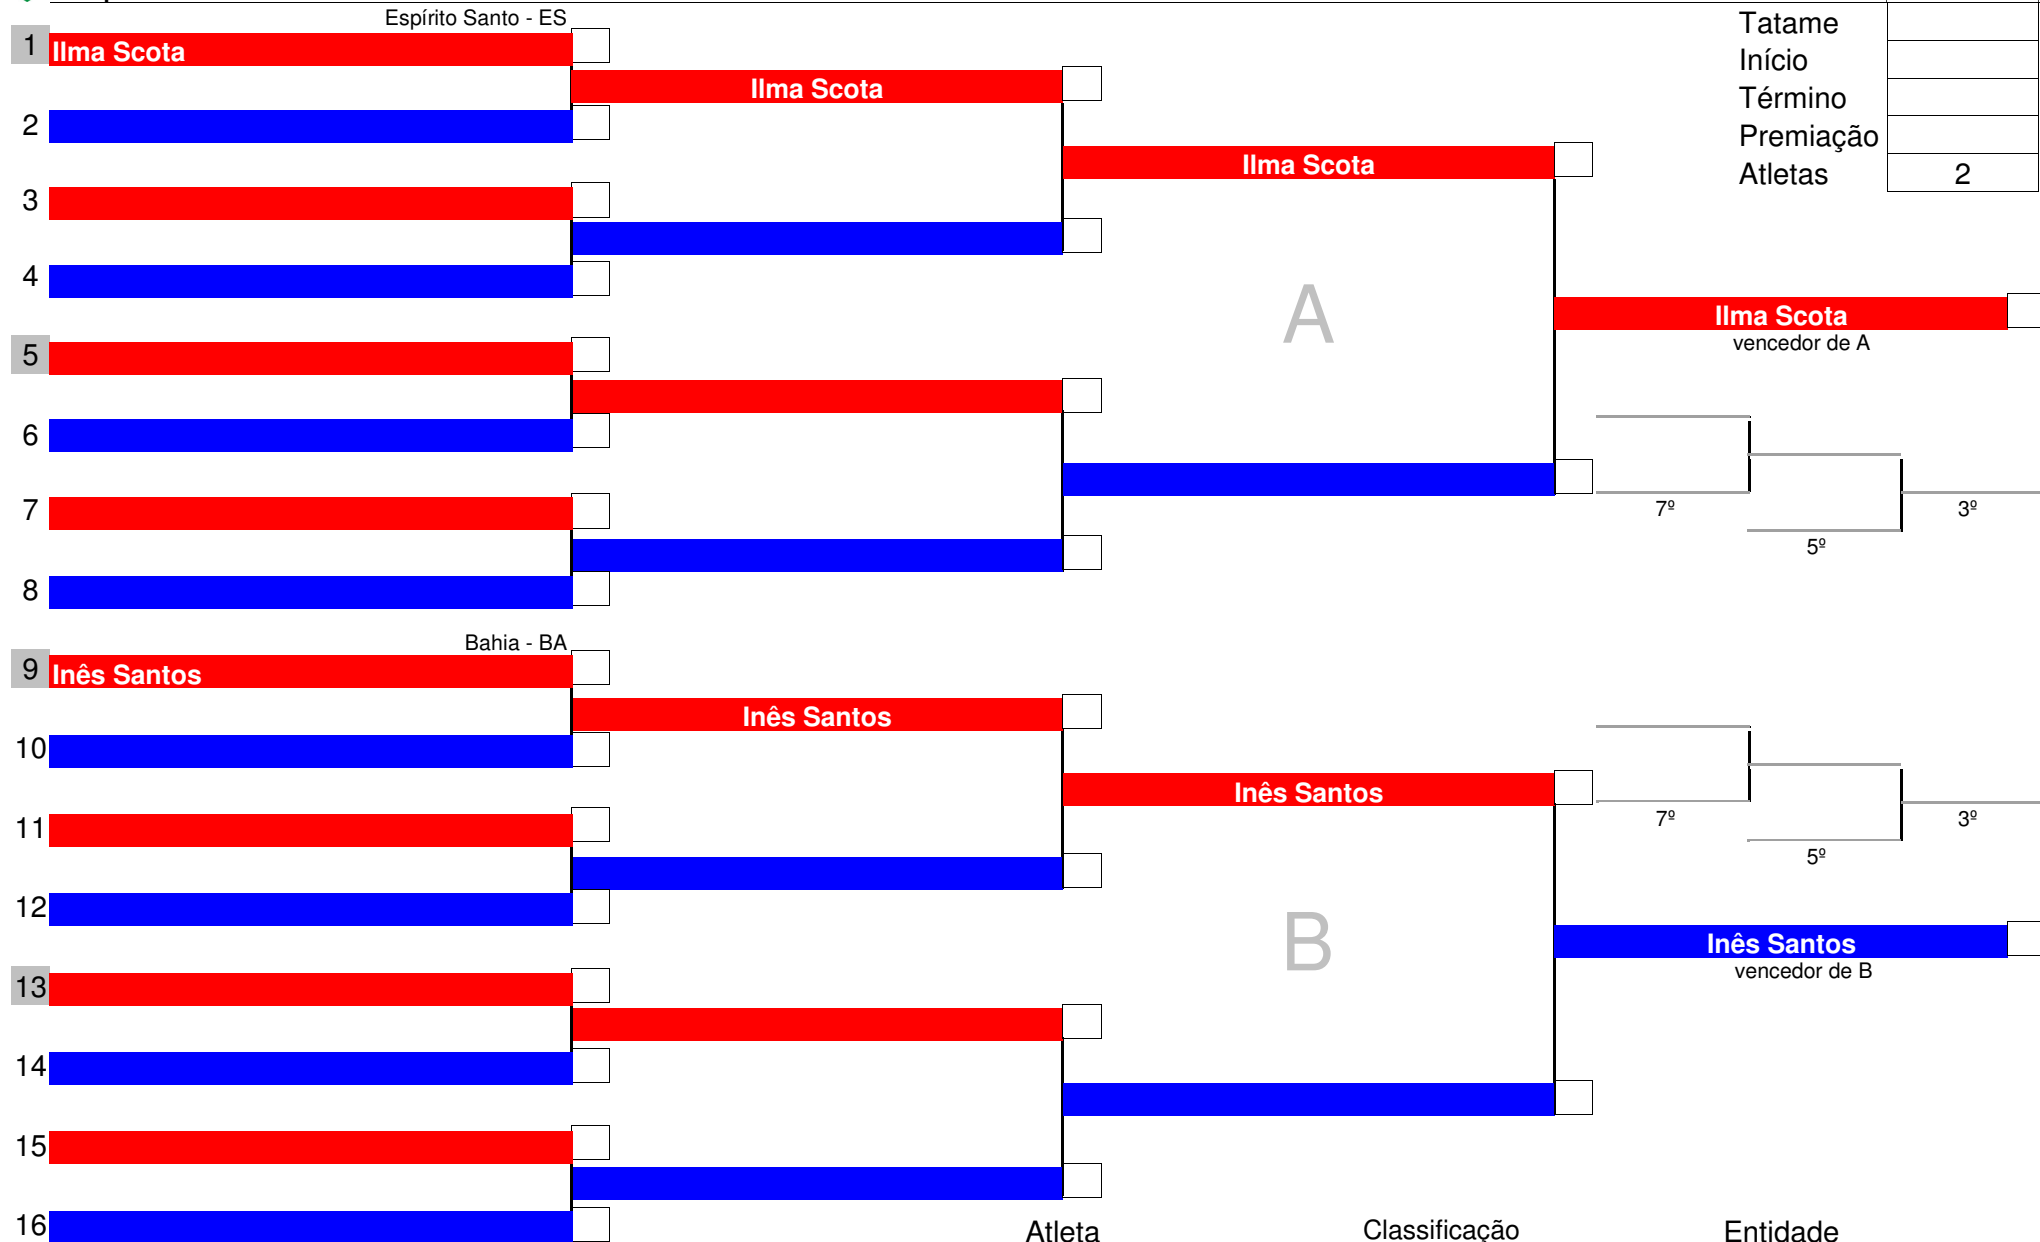 Espírito Santo - ES
Tatame
1 Ilma Scota
Início
Ilma Scota
Término
2
Premiação
Ilma Scota
Atletas 2
3
4
A
Ilma Scota
vencedor de A
5
6
7 7º 3º
5º
8
Bahia - BA
9 Inês Santos
Inês Santos
10
Inês Santos
11 7º 3º
5º
12
B
Inês Santos
vencedor de B
13
14
15
16
Atleta Classificação Entidade